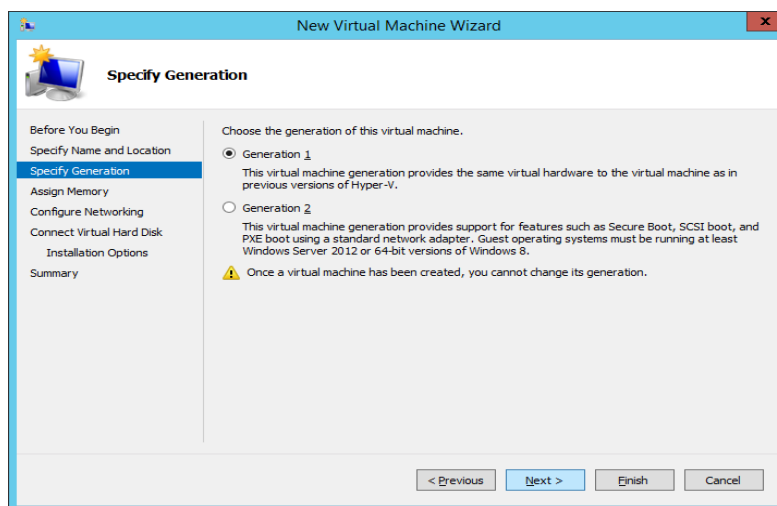 New Virtual Machine Wizard
x
Specify Generation
Before You Begin
Specify Name and Location
Specify Generation
Assign Memory
Configure Networking
Connect Virtual Hard Disk
Installation Options
Summary
Choose the generation of this virtual machine.
Generation 1
This virtual machine generation provides the same virtual hardware to the virtual machine as in
previous versions of Hyper-V.
Generation 2
This virtual machine generation provides support for features such as Secure Boot, SCSI boot, and
PXE boot using a standard network adapter. Guest operating systems must be running at least
Windows Server 2012 or 64-bit versions of Windows 8.
Once a virtual machine has been created, you cannot change its generation.
< Previous
Next >
Finish
Cancel